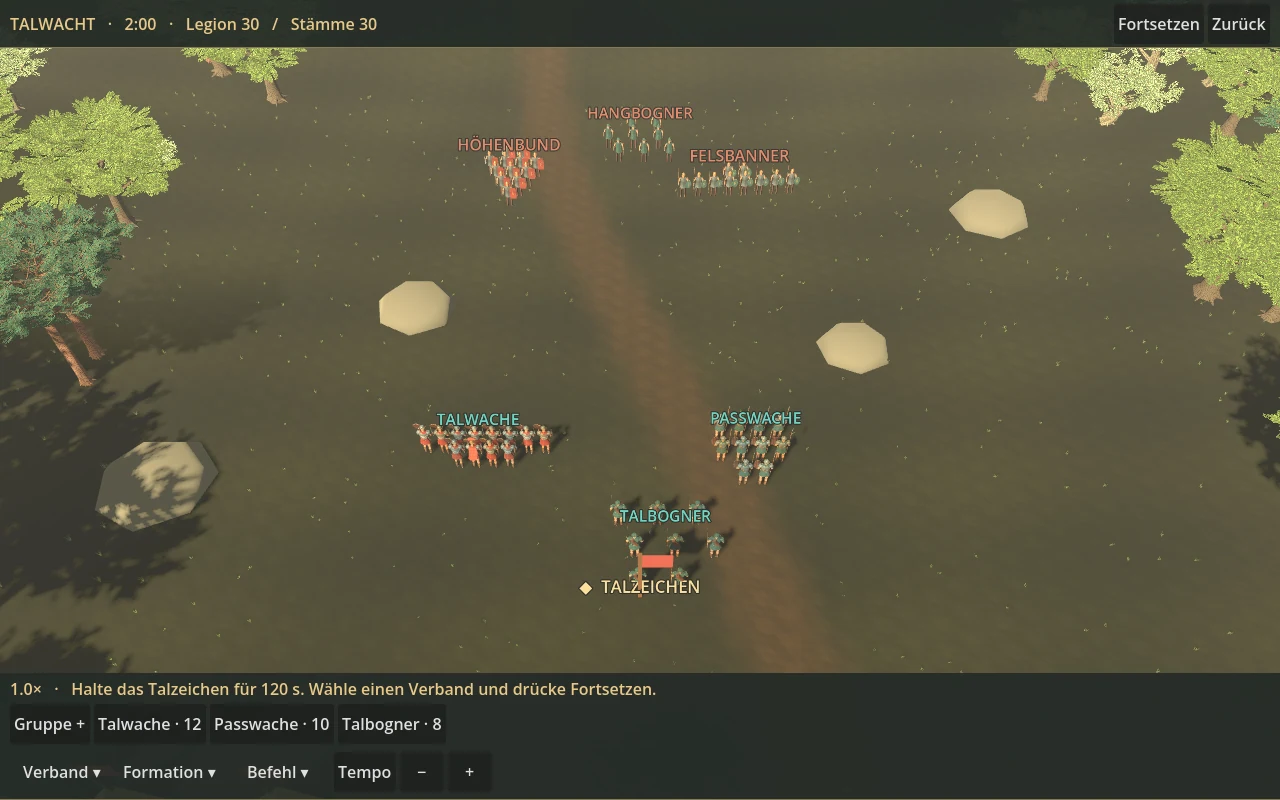 TALWACHT · 2:00 · Legion 30 / Stämme 30
Fortsetzen Zurück
HANGBOGNER
HÖHENBUND
FELSBANNER
TALWACHE
PASSWACHE
TALBOGNER
◆ TALZEICHEN
1.0× · Halte das Talzeichen für 120 s. Wähle einen Verband und drücke Fortsetzen.
Gruppe + Talwache · 12 Passwache · 10 Talbogner · 8
Verband ▾ Formation ▾ Befehl ▾ Tempo − +